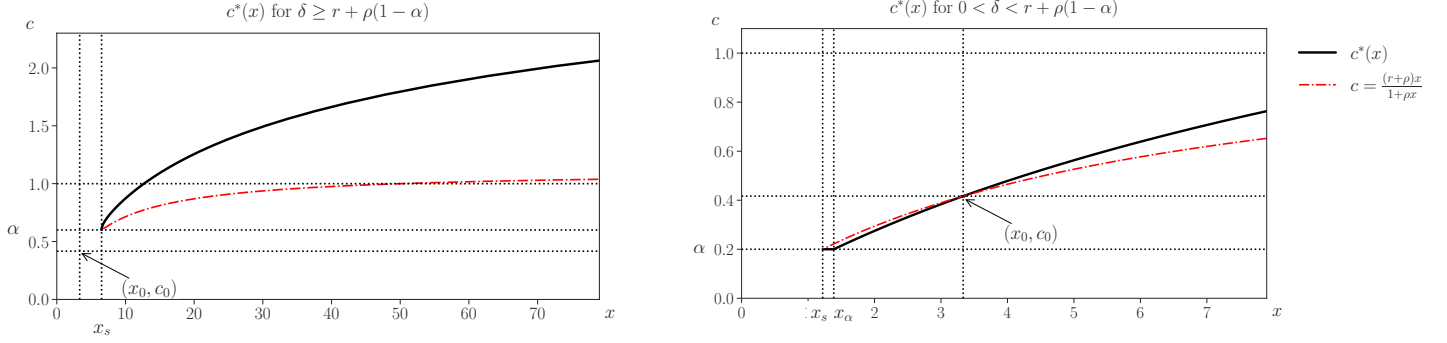 c*(x) for δ ≥ r + ρ(1 − α)
c
2.0
1.5
1.0
α
0.5
0.0
(x₀, c₀)
0 10 20 30 40 50 60 70 x
xₛ
c*(x) for 0 < δ < r + ρ(1 − α)
c
1.0
0.8
0.6
0.4
α 0.2
0.0
(x₀, c₀)
0 xₛ x_α 2 3 4 5 6 7 x
c*(x)
c = (r+ρ)x / 1+ρx